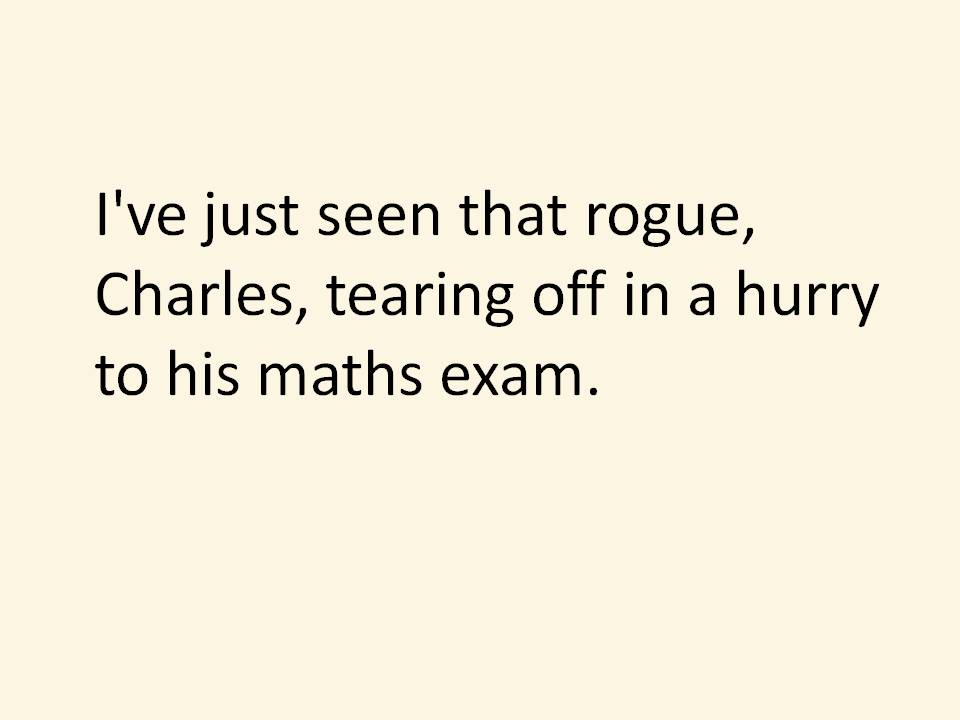 I've just seen that rogue,
Charles, tearing off in a hurry
to his maths exam.